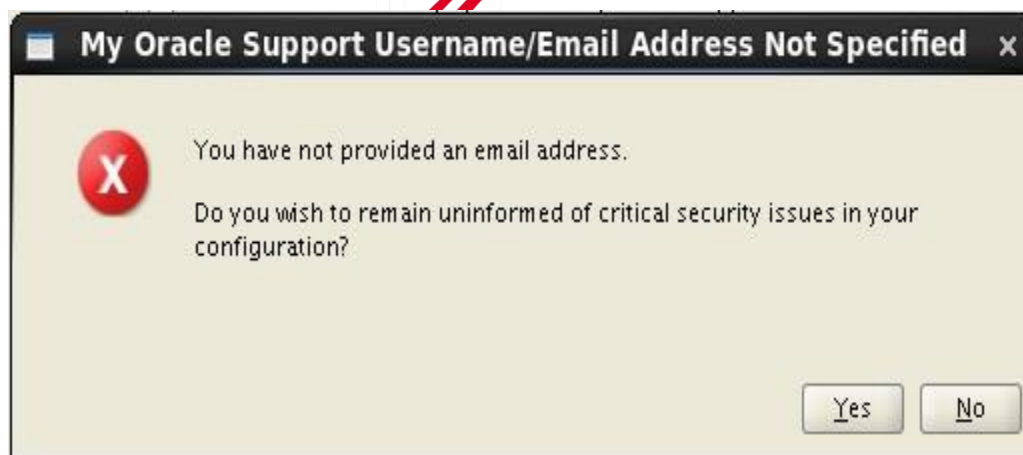 My Oracle Support Username/Email Address Not Specified x
X
You have not provided an email address.
Do you wish to remain uninformed of critical security issues in your
configuration?
Yes No